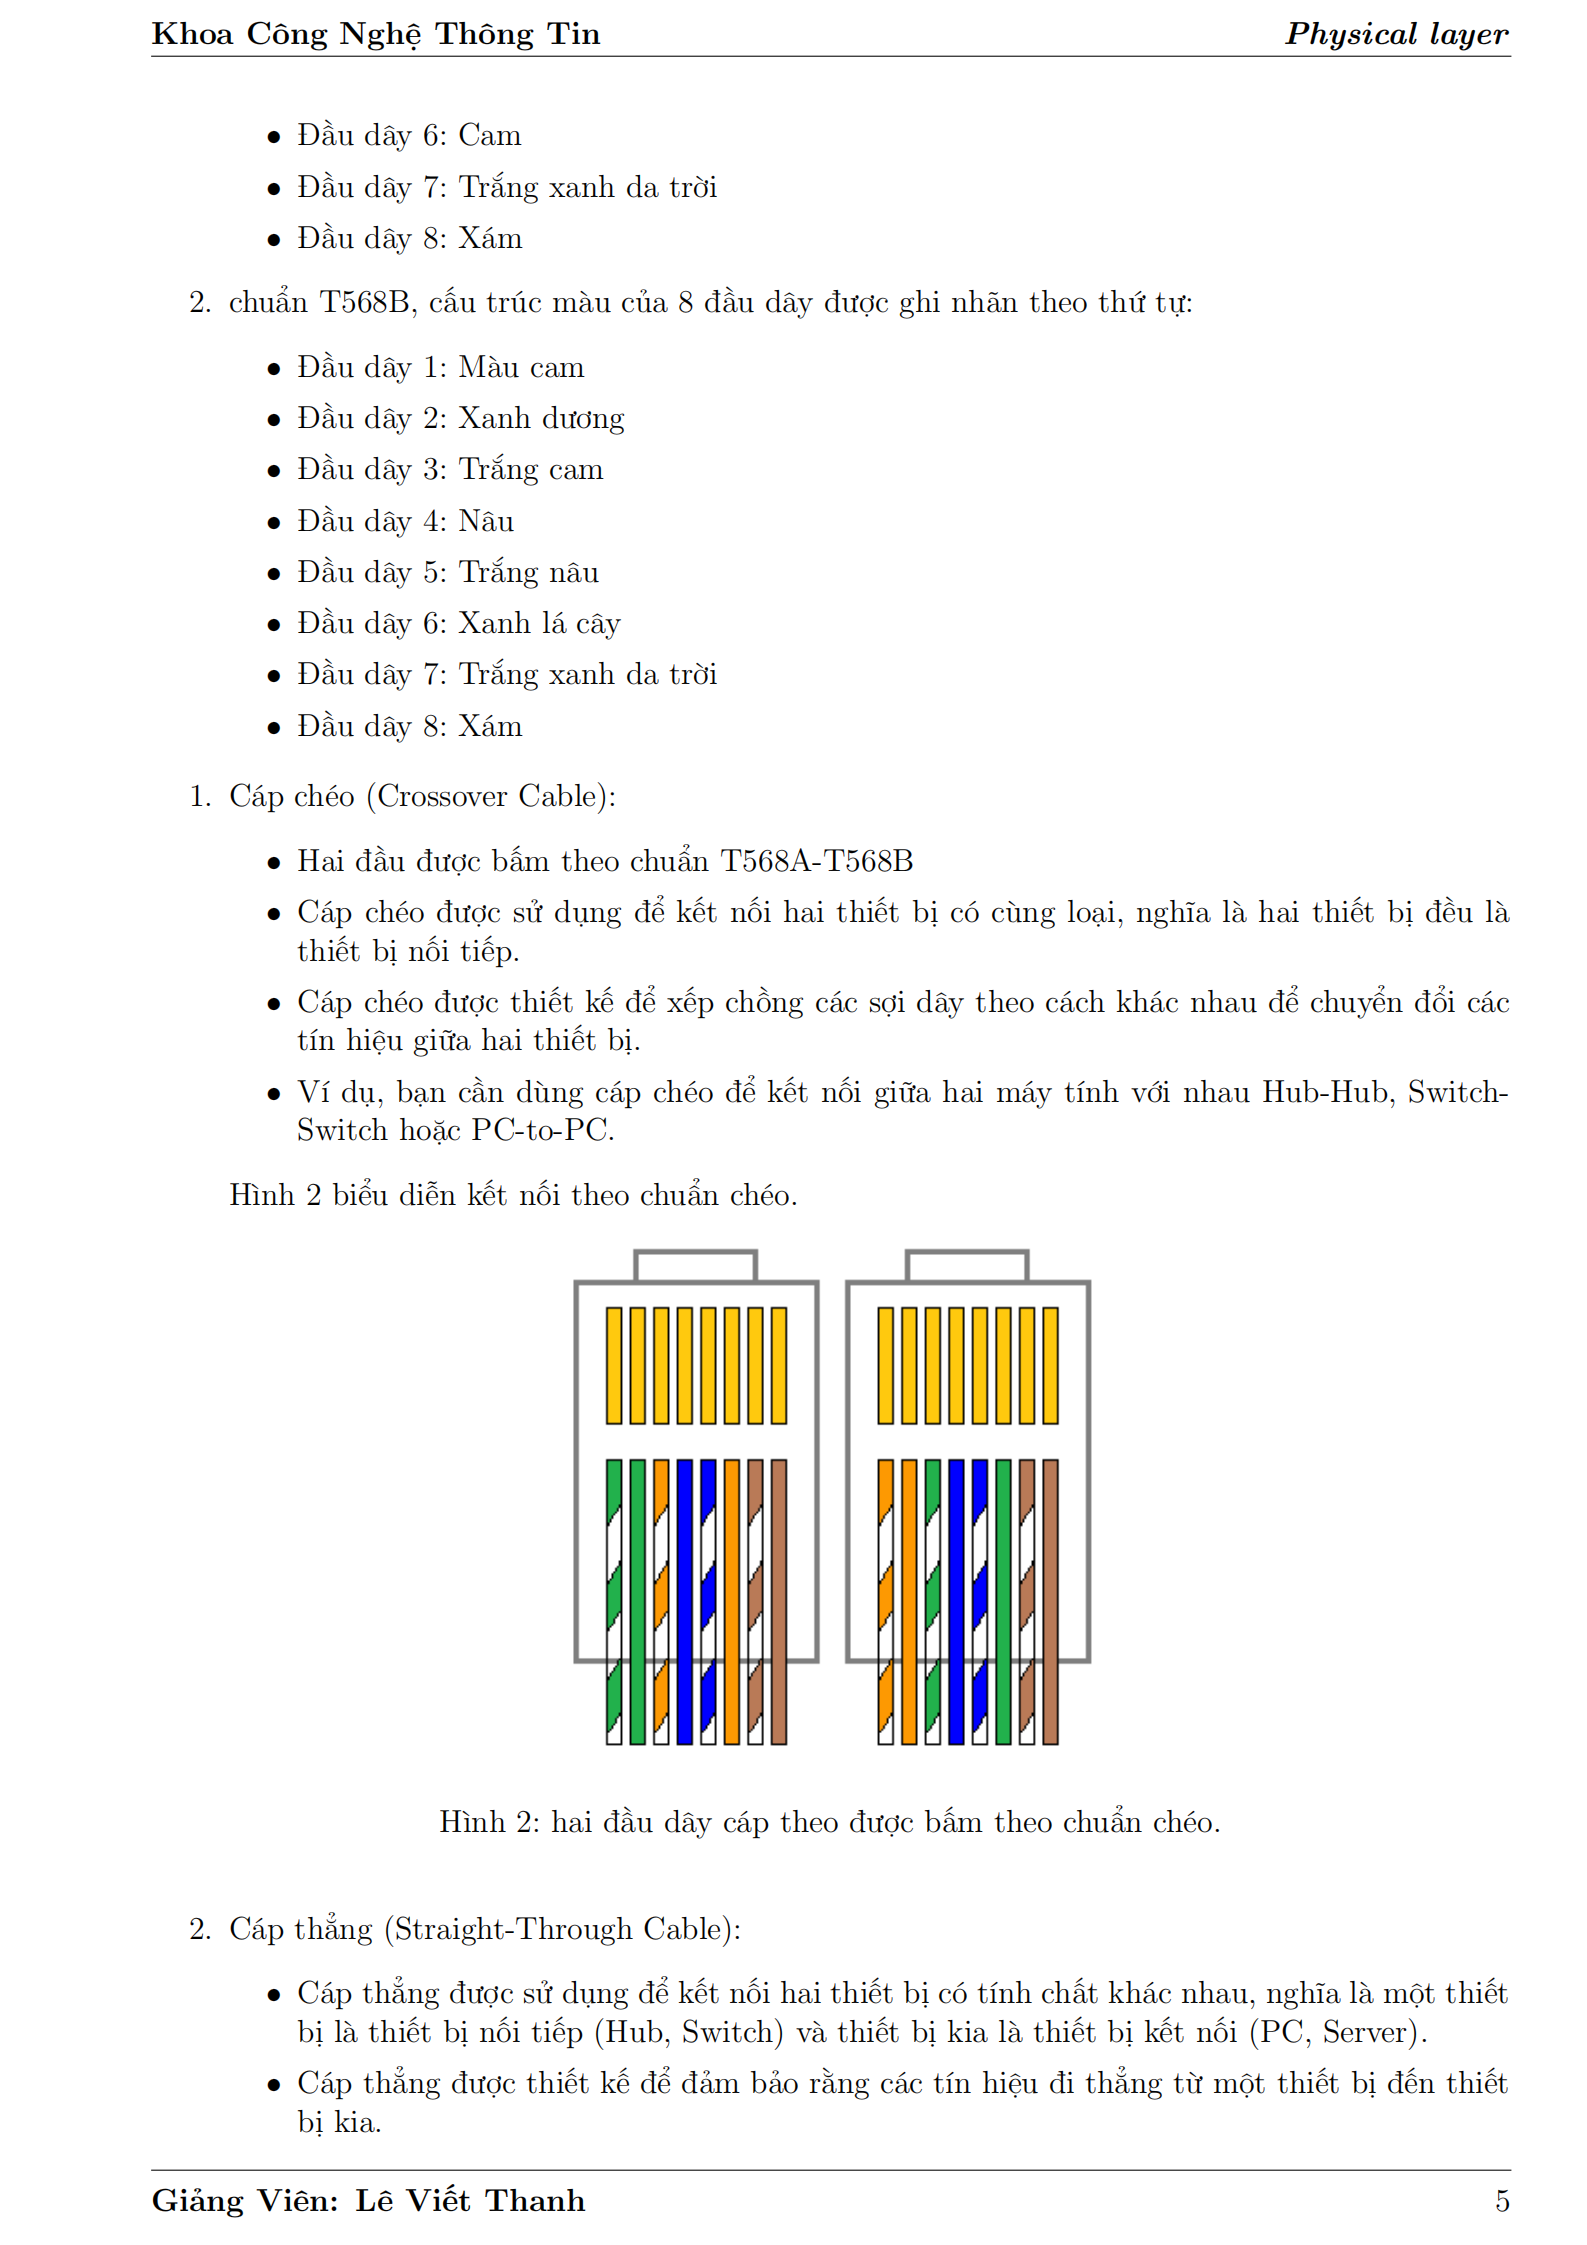 Khoa Công Nghệ Thông Tin Physical layer
• Đầu dây 6: Cam
• Đầu dây 7: Trắng xanh da trời
• Đầu dây 8: Xám
2. chuẩn T568B, cấu trúc màu của 8 đầu dây được ghi nhãn theo thứ tự:
• Đầu dây 1: Màu cam
• Đầu dây 2: Xanh dương
• Đầu dây 3: Trắng cam
• Đầu dây 4: Nâu
• Đầu dây 5: Trắng nâu
• Đầu dây 6: Xanh lá cây
• Đầu dây 7: Trắng xanh da trời
• Đầu dây 8: Xám
1. Cáp chéo (Crossover Cable):
• Hai đầu được bấm theo chuẩn T568A-T568B
• Cáp chéo được sử dụng để kết nối hai thiết bị có cùng loại, nghĩa là hai thiết bị đều là
thiết bị nối tiếp.
• Cáp chéo được thiết kế để xếp chồng các sợi dây theo cách khác nhau để chuyển đổi các
tín hiệu giữa hai thiết bị.
• Ví dụ, bạn cần dùng cáp chéo để kết nối giữa hai máy tính với nhau Hub-Hub, Switch-
Switch hoặc PC-to-PC.
Hình 2 biểu diễn kết nối theo chuẩn chéo.
Hình 2: hai đầu dây cáp theo được bấm theo chuẩn chéo.
2. Cáp thẳng (Straight-Through Cable):
• Cáp thẳng được sử dụng để kết nối hai thiết bị có tính chất khác nhau, nghĩa là một thiết
bị là thiết bị nối tiếp (Hub, Switch) và thiết bị kia là thiết bị kết nối (PC, Server).
• Cáp thẳng được thiết kế để đảm bảo rằng các tín hiệu đi thẳng từ một thiết bị đến thiết
bị kia.
Giảng Viên: Lê Viết Thanh 5